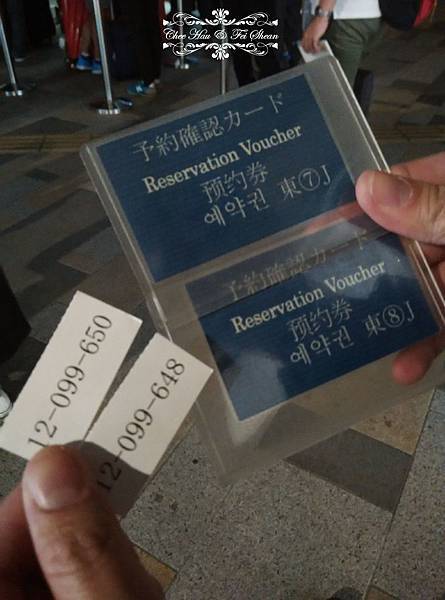 Chee Hau & Fei Shean
予約確認カード
Reservation Voucher
预约券
예약권 東⑦J
予約確認カード
Reservation Voucher
预约券
예약권 東⑧J
12-099-650
12-099-648